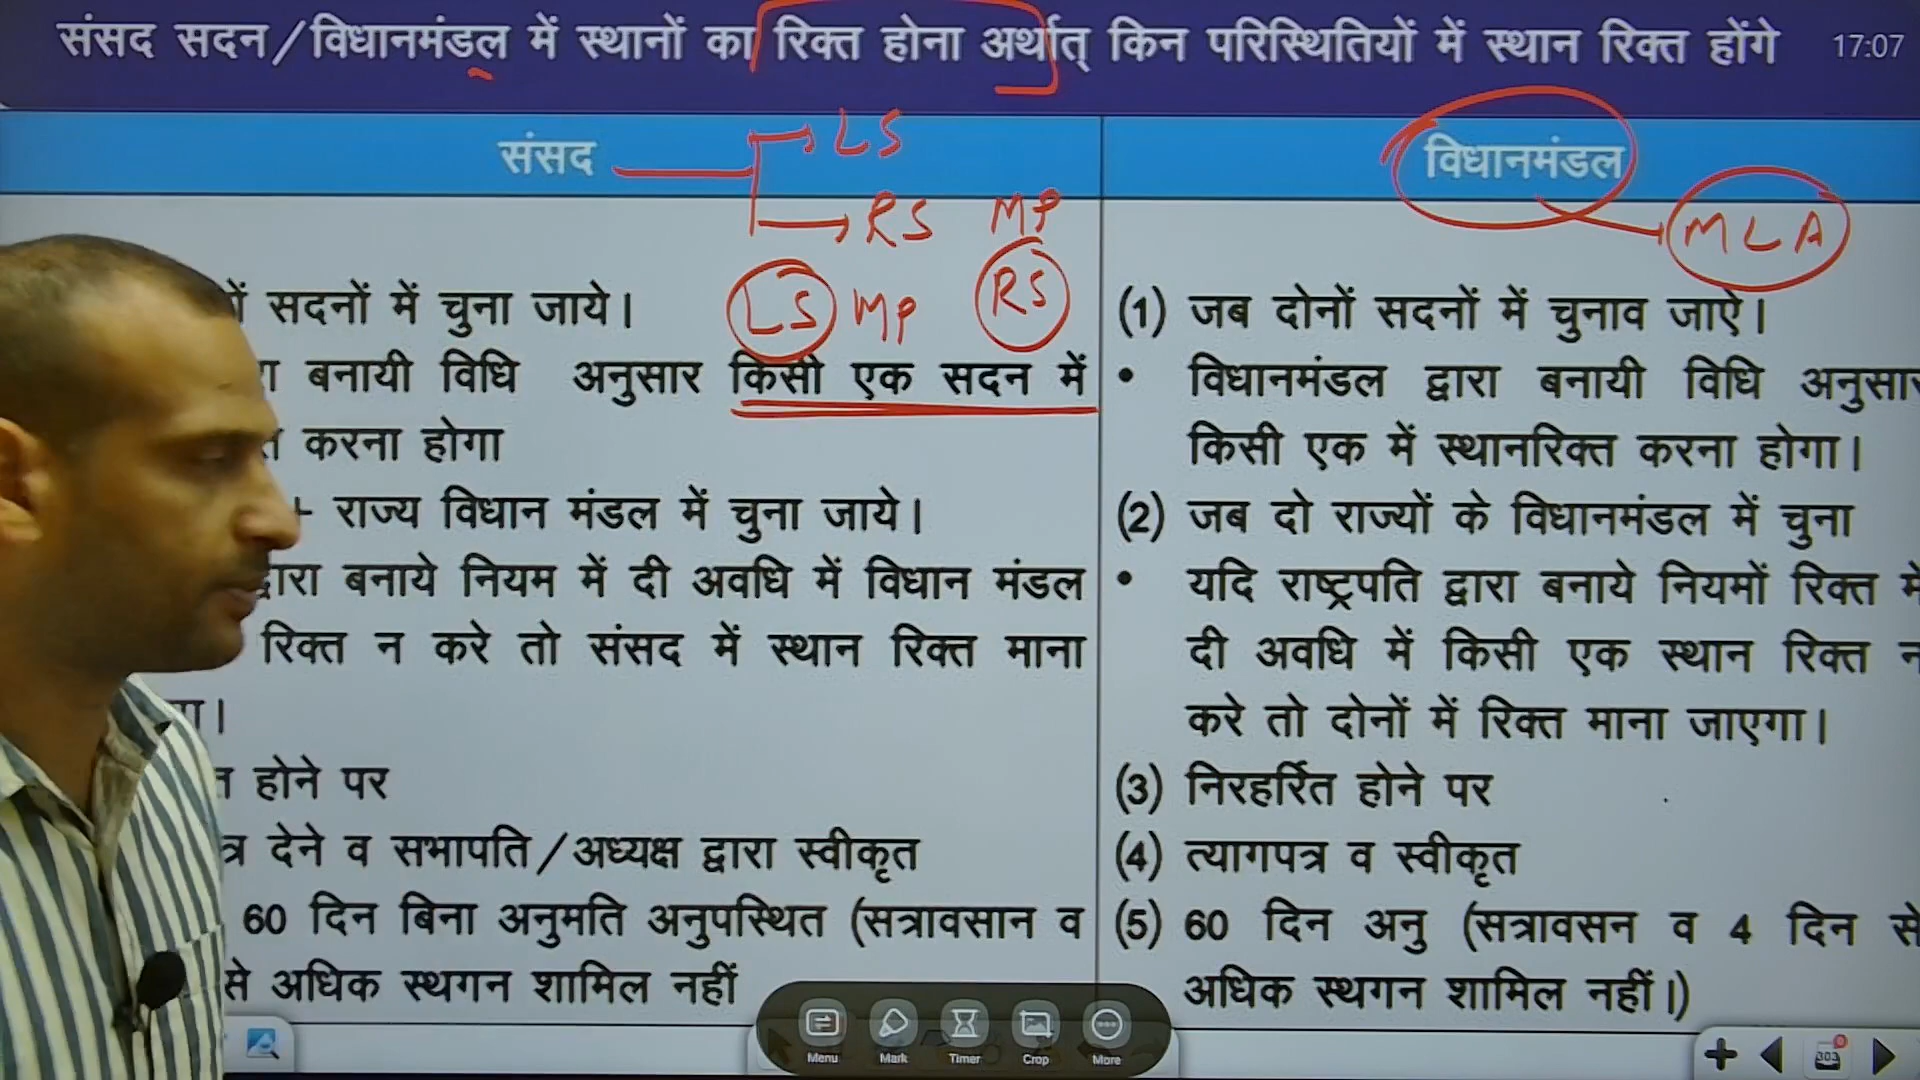 संसद सदन/विधानमंडल में स्थानों का रिक्त होना अर्थात् किन परिस्थितियों में स्थान रिक्त होंगे 17:07
संसद LS
RS MP
LS MP RS
सदनों में चुना जाये।
बनायी विधि अनुसार किसी एक सदन में
करना होगा
राज्य विधान मंडल में चुना जाये।
द्वारा बनाये नियम में दी अवधि में विधान मंडल
रिक्त न करे तो संसद में स्थान रिक्त माना
होने पर
देने व सभापति/अध्यक्ष द्वारा स्वीकृत
60 दिन बिना अनुमति अनुपस्थित (सत्रावसान व
से अधिक स्थगन शामिल नहीं
विधानमंडल
MLA
(1) जब दोनों सदनों में चुनाव जाऐ।
• विधानमंडल द्वारा बनायी विधि अनुसार
किसी एक में स्थानरिक्त करना होगा।
(2) जब दो राज्यों के विधानमंडल में चुना
• यदि राष्ट्रपति द्वारा बनाये नियमों रिक्त में
दी अवधि में किसी एक स्थान रिक्त न
करे तो दोनों में रिक्त माना जाएगा।
(3) निरहर्रित होने पर
(4) त्यागपत्र व स्वीकृत
(5) 60 दिन अनु (सत्रावसन व 4 दिन से
अधिक स्थगन शामिल नहीं।)
Menu Mark Timer Crop More
303